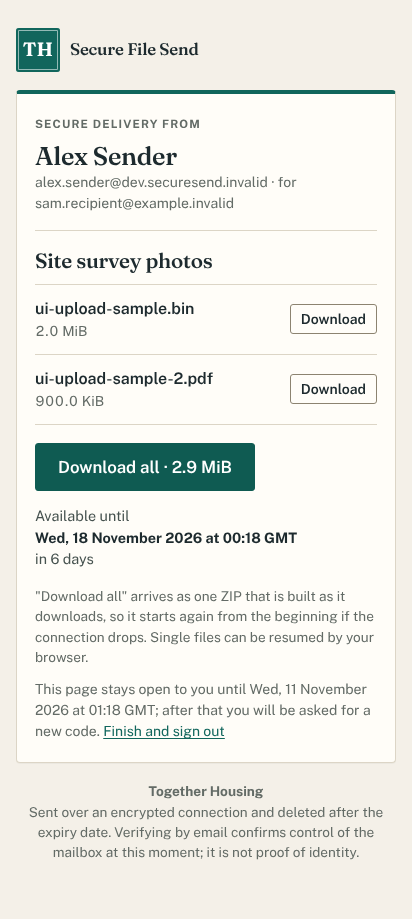 TH
Secure File Send
SECURE DELIVERY FROM
Alex Sender
alex.sender@dev.securesend.invalid · for
sam.recipient@example.invalid
Site survey photos
ui-upload-sample.bin
2.0 MiB
Download
ui-upload-sample-2.pdf
900.0 KiB
Download
Download all · 2.9 MiB
Available until
Wed, 18 November 2026 at 00:18 GMT
in 6 days
"Download all" arrives as one ZIP that is built as it
downloads, so it starts again from the beginning if the
connection drops. Single files can be resumed by your
browser.
This page stays open to you until Wed, 11 November
2026 at 01:18 GMT; after that you will be asked for a
new code. Finish and sign out
Together Housing
Sent over an encrypted connection and deleted after the
expiry date. Verifying by email confirms control of the
mailbox at this moment; it is not proof of identity.